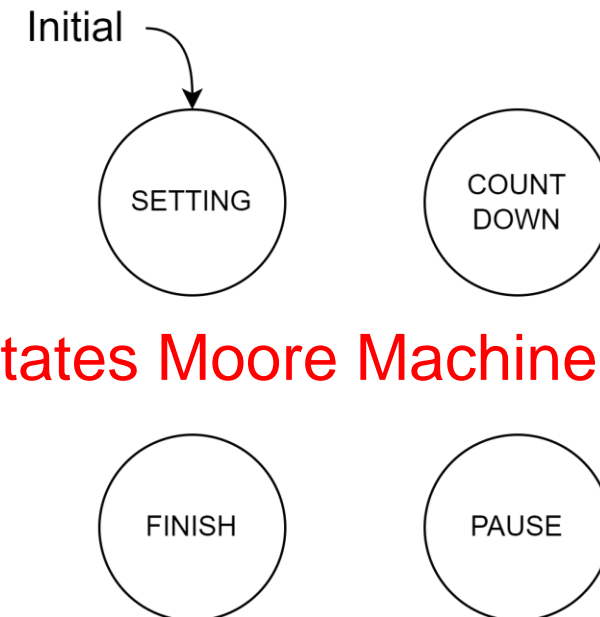 Initial
SETTING
COUNT
DOWN
tates Moore Machine
FINISH
PAUSE